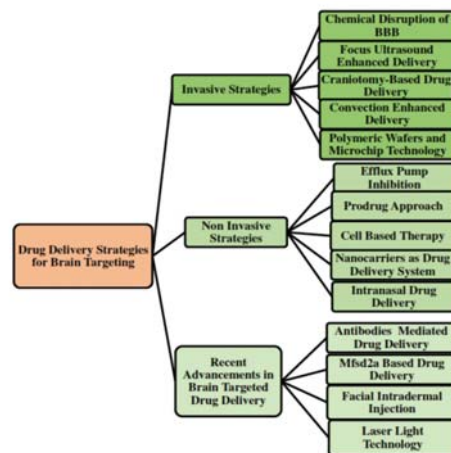 Drug Delivery Strategies
for Brain Targeting
Invasive Strategies
Chemical Disruption of
BBB
Focus Ultrasound
Enhanced Delivery
Craniotomy-Based Drug
Delivery
Convection Enhanced
Delivery
Polymeric Wafers and
Microchip Technology
Non Invasive
Strategies
Efflux Pump
Inhibition
Prodrug Approach
Cell Based Therapy
Nanocarriers as Drug
Delivery System
Intranasal Drug
Delivery
Recent
Advancements in
Brain Targeted
Drug Delivery
Antibodies Mediated
Drug Delivery
Mfsd2a Based Drug
Delivery
Facial Intradermal
Injection
Laser Light
Technology